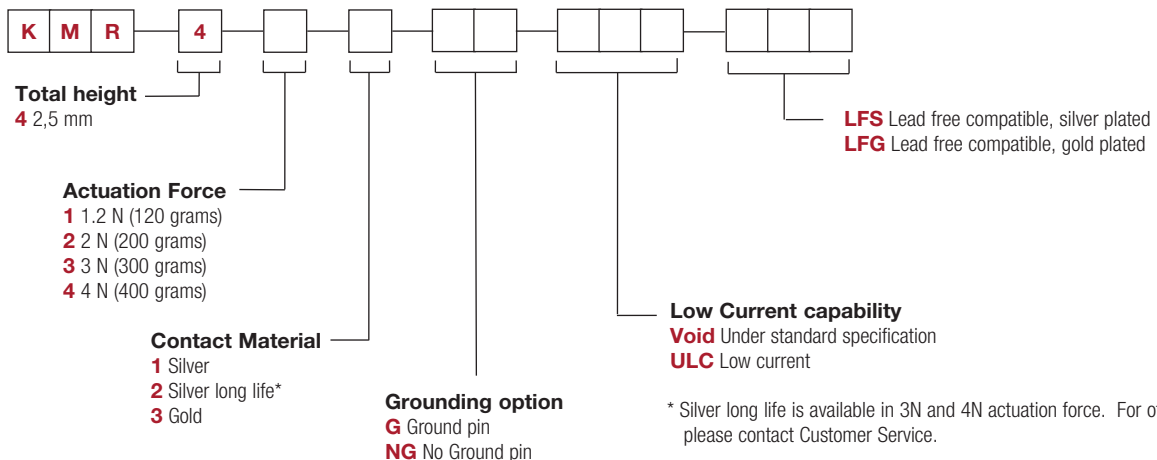 K M R 4
Total height
4 2,5 mm
LFS Lead free compatible, silver plated
LFG Lead free compatible, gold plated
Actuation Force
1 1.2 N (120 grams)
2 2 N (200 grams)
3 3 N (300 grams)
4 4 N (400 grams)
Contact Material
1 Silver
2 Silver long life*
3 Gold
Grounding option
G Ground pin
NG No Ground pin
Low Current capability
Void Under standard specification
ULC Low current
* Silver long life is available in 3N and 4N actuation force. For
please contact Customer Service.